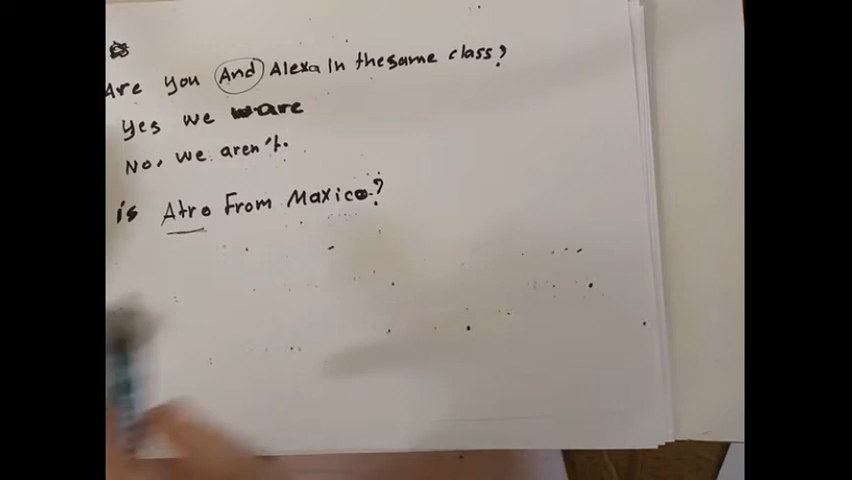 Are you And Alexa in the same class?
Yes we are
No, we aren't.
is Atro From Maxico?